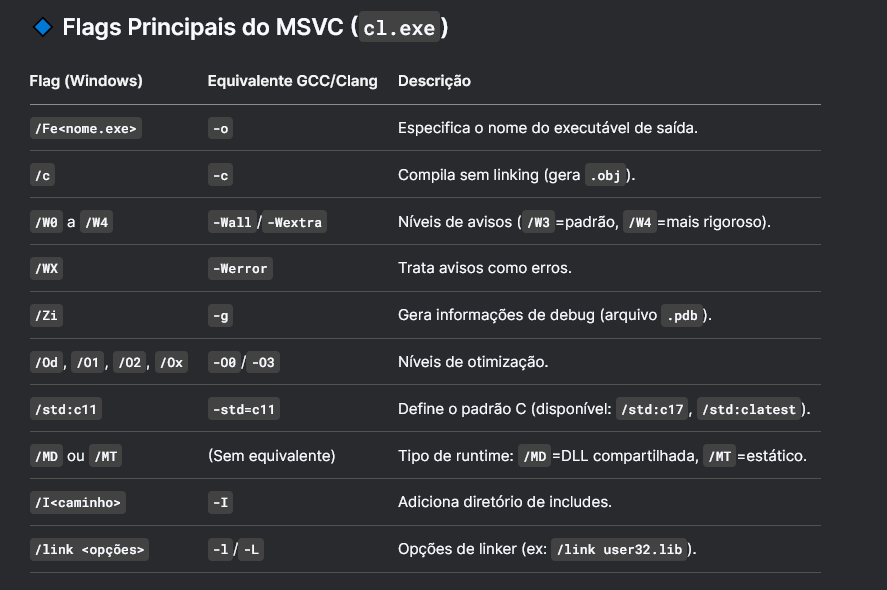 Flags Principais do MSVC (cl.exe)
Flag (Windows) Equivalente GCC/Clang Descrição
/Fe<nome.exe> -o Especifica o nome do executável de saída.
/c -c Compila sem linking (gera .obj).
/W0 a /W4 -Wall/-Wextra Níveis de avisos (/W3=padrão, /W4=mais rigoroso).
/WX -Werror Trata avisos como erros.
/Zi -g Gera informações de debug (arquivo .pdb).
/Od, /O1, /O2, /Ox -O0/-O3 Níveis de otimização.
/std:c11 -std=c11 Define o padrão C (disponível: /std:c17, /std:clatest).
/MD ou /MT (Sem equivalente) Tipo de runtime: /MD=DLL compartilhada, /MT=estático.
/I<caminho> -I Adiciona diretório de includes.
/link <opções> -l/-L Opções de linker (ex: /link user32.lib).